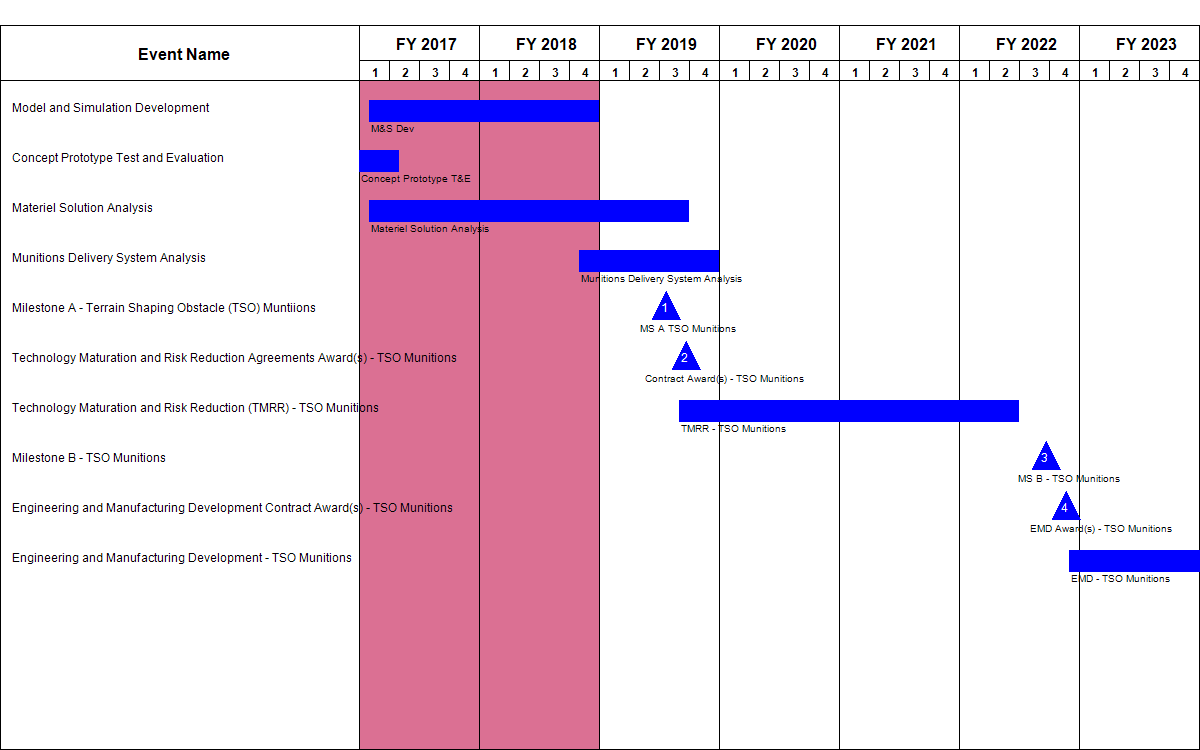 Event Name
FY 2017 FY 2018 FY 2019 FY 2020 FY 2021 FY 2022 FY 2023
1 2 3 4 1 2 3 4 1 2 3 4 1 2 3 4 1 2 3 4 1 2 3 4 1 2 3 4
Model and Simulation Development
M&S Dev
Concept Prototype Test and Evaluation
Concept Prototype T&E
Materiel Solution Analysis
Materiel Solution Analysis
Munitions Delivery System Analysis
Munitions Delivery System Analysis
Milestone A - Terrain Shaping Obstacle (TSO) Muntiions
1
MS A TSO Munitions
Technology Maturation and Risk Reduction Agreements Award(s) - TSO Munitions
2
Contract Award(s) - TSO Munitions
Technology Maturation and Risk Reduction (TMRR) - TSO Munitions
TMRR - TSO Munitions
Milestone B - TSO Munitions
3
MS B - TSO Munitions
Engineering and Manufacturing Development Contract Award(s) - TSO Munitions
4
EMD Award(s) - TSO Munitions
Engineering and Manufacturing Development - TSO Munitions
EMD - TSO Munitions